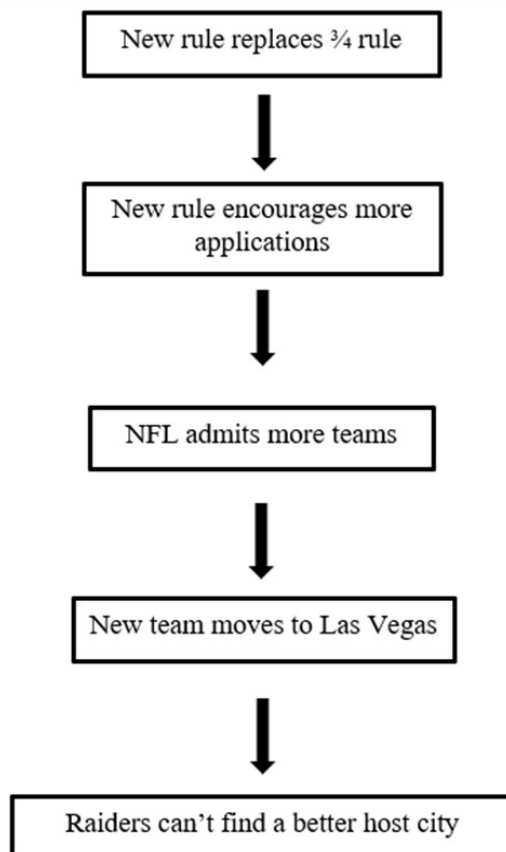 New rule replaces ¾ rule
New rule encourages more
applications
NFL admits more teams
New team moves to Las Vegas
Raiders can’t find a better host city